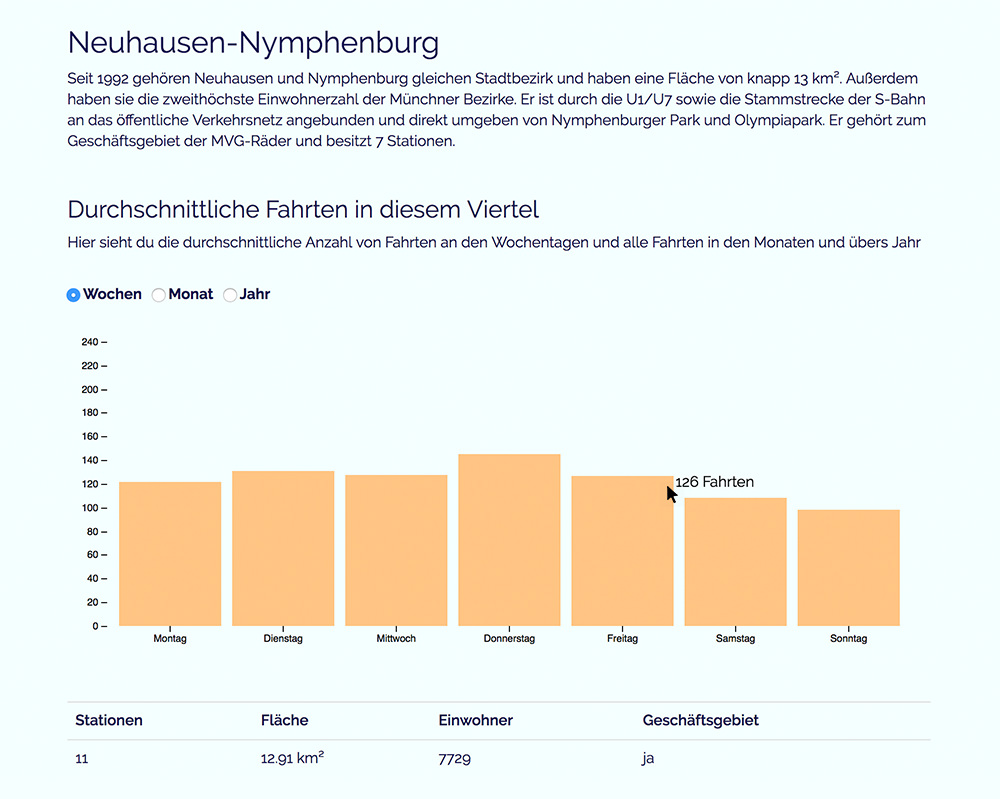 Neuhausen-Nymphenburg
Seit 1992 gehören Neuhausen und Nymphenburg gleichen Stadtbezirk und haben eine Fläche von knapp 13 km². Außerdem
haben sie die zweithöchste Einwohnerzahl der Münchner Bezirke. Er ist durch die U1/U7 sowie die Stammstrecke der S-Bahn
an das öffentliche Verkehrsnetz angebunden und direkt umgeben von Nymphenburger Park und Olympiapark. Er gehört zum
Geschäftsgebiet der MVG-Räder und besitzt 7 Stationen.
Durchschnittliche Fahrten in diesem Viertel
Hier sieht du die durchschnittliche Anzahl von Fahrten an den Wochentagen und alle Fahrten in den Monaten und übers Jahr
Wochen Monat Jahr
240
220
200
180
160
140
120
100
80
60
40
20
0
126 Fahrten
Montag Dienstag Mittwoch Donnerstag Freitag Samstag Sonntag
Stationen Fläche Einwohner Geschäftsgebiet
11 12.91 km² 7729 ja